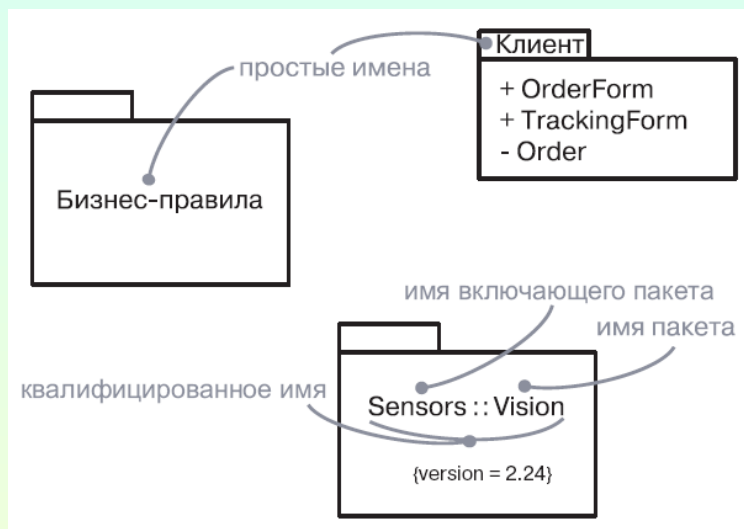 Клиент
простые имена
+ OrderForm
+ TrackingForm
- Order
Бизнес-правила
имя включающего пакета
имя пакета
квалифицированное имя
Sensors :: Vision
{version = 2.24}